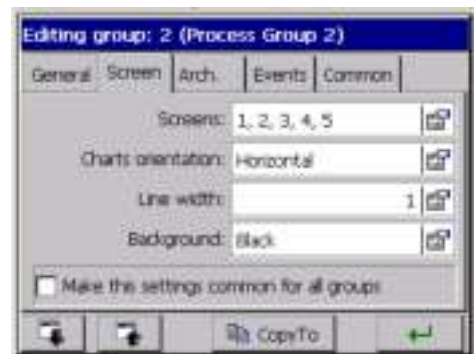 Editing group: 2 (Process Group 2)
General Screen Arch. Events Common
Screens: 1, 2, 3, 4, 5
Charts orientation: Horizontal
Line width: 1
Background: Black
Make this settings common for all groups
CopyTo